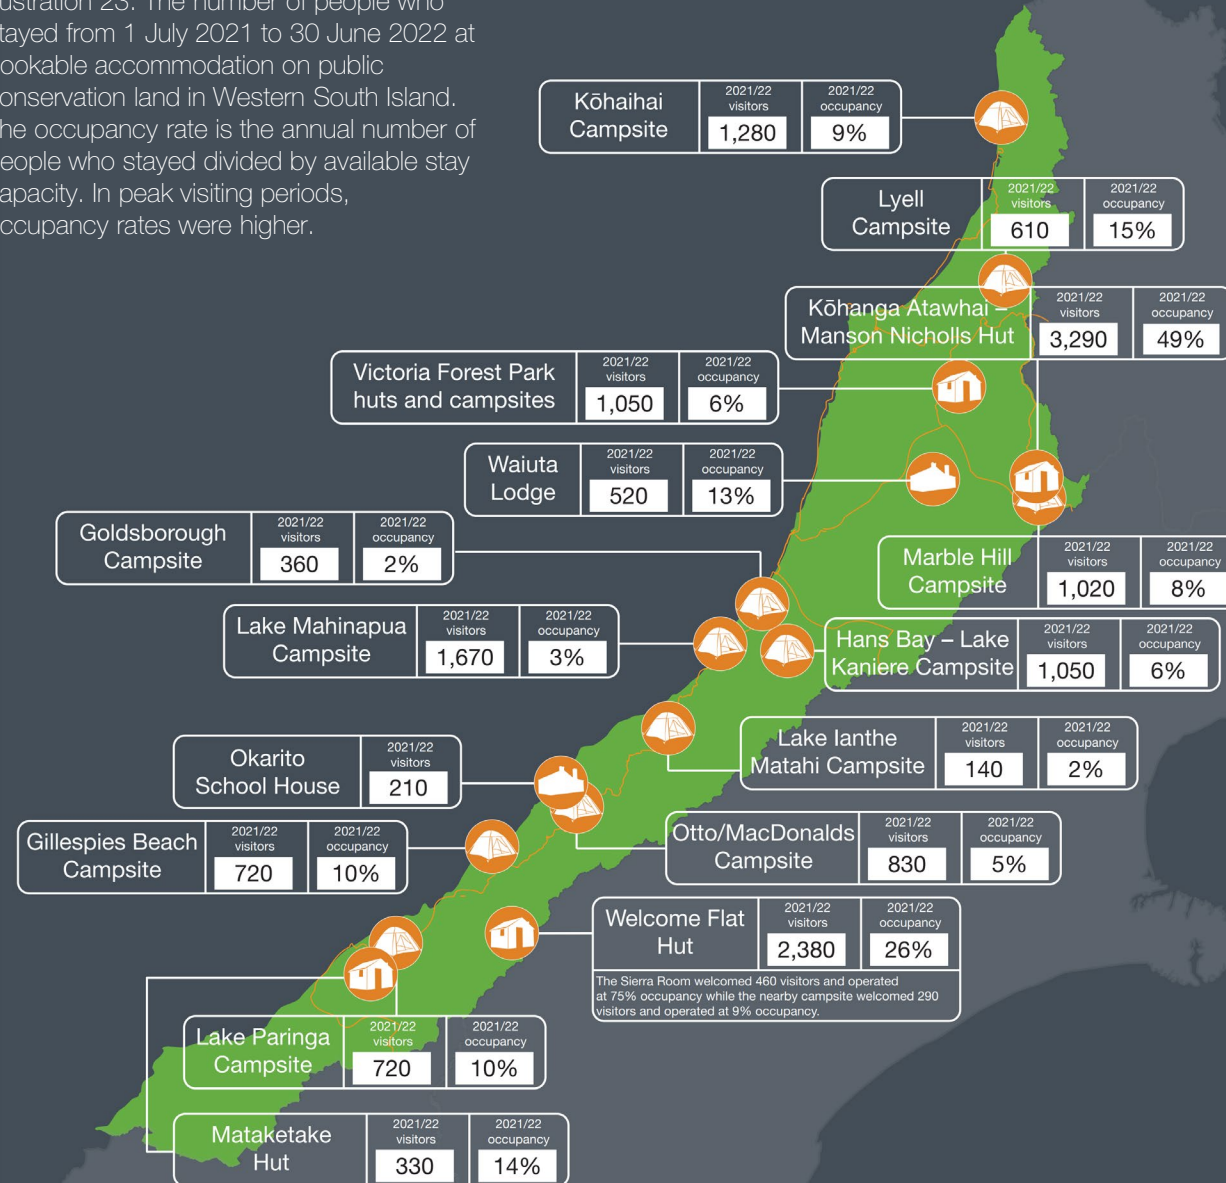 ustration 23. The number of people who
tayed from 1 July 2021 to 30 June 2022 at
ookable accommodation on public
onservation land in Western South Island.
he occupancy rate is the annual number of
eople who stayed divided by available stay
apacity. In peak visiting periods,
ccupancy rates were higher.
Kōhaihai
Campsite
2021/22
visitors
1,280
2021/22
occupancy
9%
Lyell
Campsite
2021/22
visitors
610
2021/22
occupancy
15%
Kōhanga Atawhai –
Manson Nicholls Hut
2021/22
visitors
3,290
2021/22
occupancy
49%
Victoria Forest Park
huts and campsites
2021/22
visitors
1,050
2021/22
occupancy
6%
Waiuta
Lodge
2021/22
visitors
520
2021/22
occupancy
13%
Goldsborough
Campsite
2021/22
visitors
360
2021/22
occupancy
2%
Marble Hill
Campsite
2021/22
visitors
1,020
2021/22
occupancy
8%
Lake Mahinapua
Campsite
2021/22
visitors
1,670
2021/22
occupancy
3%
Hans Bay – Lake
Kaniere Campsite
2021/22
visitors
1,050
2021/22
occupancy
6%
Lake Ianthe
Matahi Campsite
2021/22
visitors
140
2021/22
occupancy
2%
Okarito
School House
2021/22
visitors
210
Gillespies Beach
Campsite
2021/22
visitors
720
2021/22
occupancy
10%
Otto/MacDonalds
Campsite
2021/22
visitors
830
2021/22
occupancy
5%
Welcome Flat
Hut
2021/22
visitors
2,380
2021/22
occupancy
26%
The Sierra Room welcomed 460 visitors and operated
at 75% occupancy while the nearby campsite welcomed 290
visitors and operated at 9% occupancy.
Lake Paringa
Campsite
2021/22
visitors
720
2021/22
occupancy
10%
Mataketake
Hut
2021/22
visitors
330
2021/22
occupancy
14%